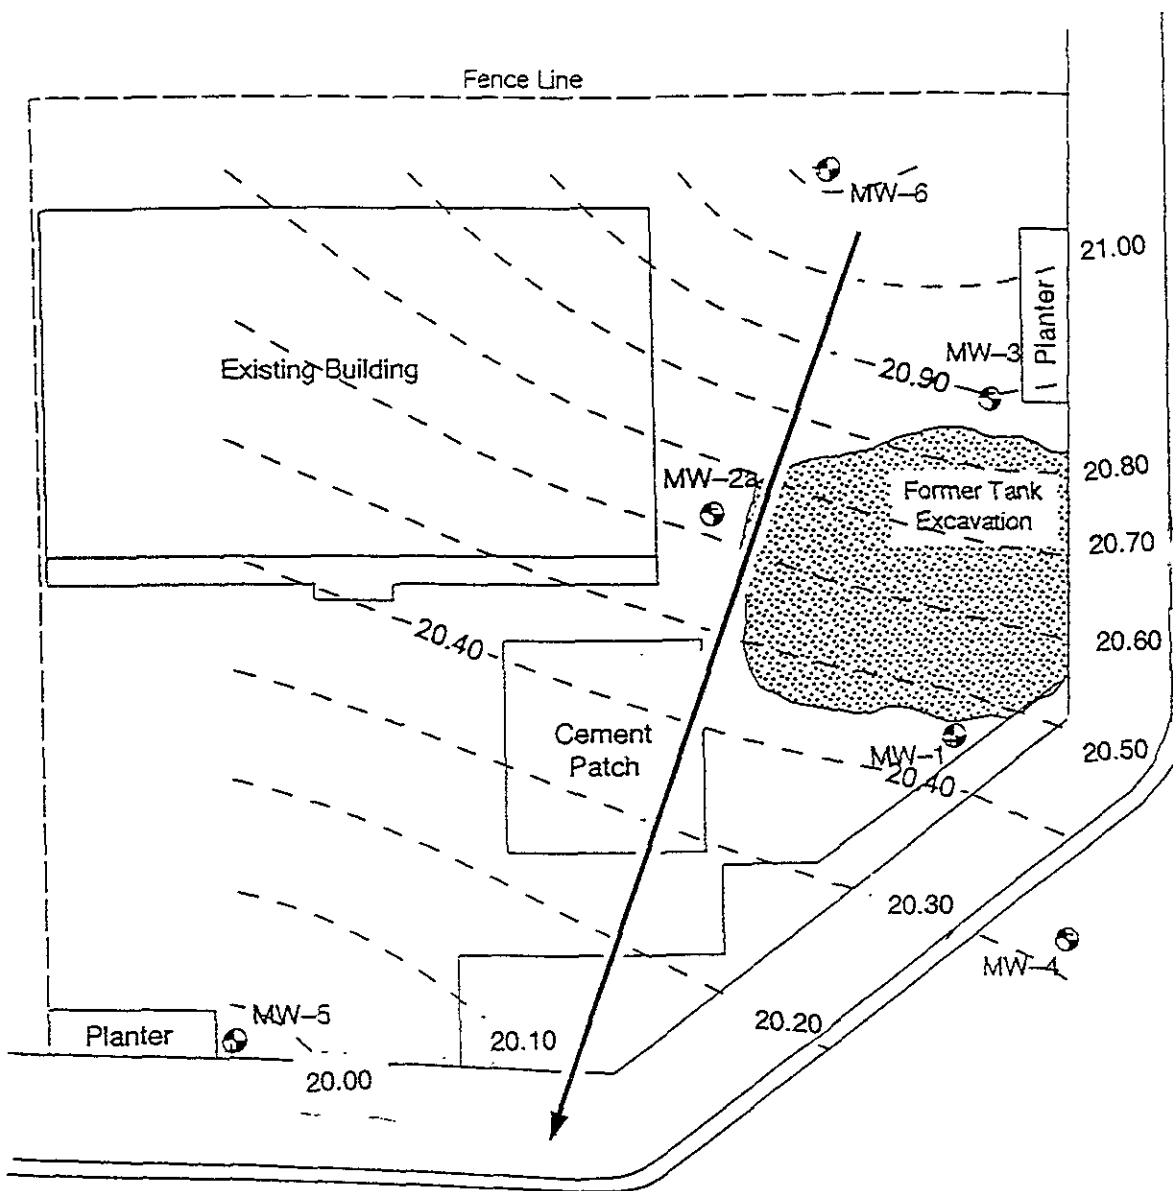 Fence Line
MW-6
21.00
\ Planter \
MW-3
20.90
Existing Building
20.80
MW-2a
Former Tank
Excavation
20.70
20.40
20.60
Cement
Patch
MW-1
20.50
20.40
20.30
MW-4
MW-5
20.20
Planter
20.10
20.00